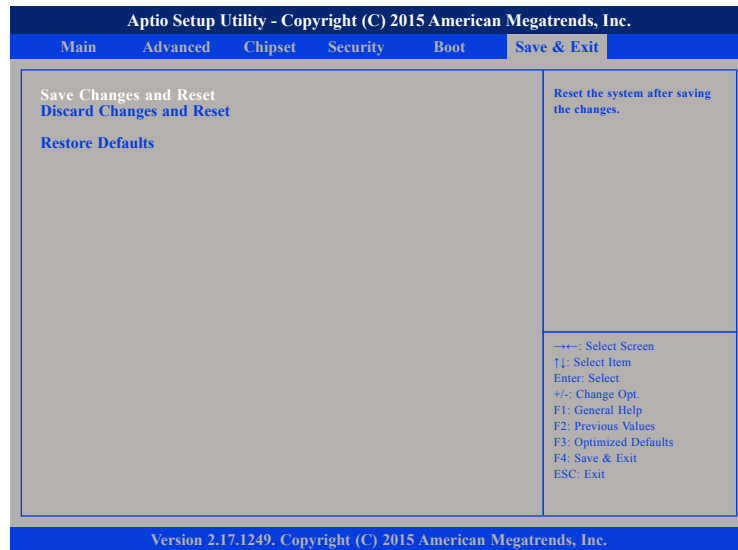 Aptio Setup Utility - Copyright (C) 2015 American Megatrends, Inc.
Main Advanced Chipset Security Boot Save & Exit
Save Changes and Reset
Discard Changes and Reset
Restore Defaults
Reset the system after saving
the changes.
→←: Select Screen
↑↓: Select Item
Enter: Select
+/-: Change Opt.
F1: General Help
F2: Previous Values
F3: Optimized Defaults
F4: Save & Exit
ESC: Exit
Version 2.17.1249. Copyright (C) 2015 American Megatrends, Inc.